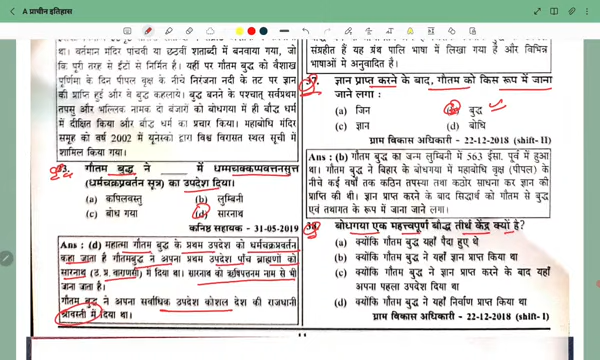 A प्राचीन इतिहास
था। वर्तमान मंदिर पांचवी या छठवीं शताब्दी में बनवाया गया, जो
कि पूरी तरह से ईंटों से निर्मित है। यहीं पर गौतम बुद्ध को वैशाख
पूर्णिमा के दिन पीपल वृक्ष के नीचे निरंजना नदी के तट पर ज्ञान
की प्राप्ति हुई और वे बुद्ध कहलाये। बुद्ध बनने के पश्चात् सर्वप्रथम
तपसु और भल्लिक नामक दो बंजारों को बोधगया में ही बौद्ध धर्म
में दीक्षित किया और बौद्ध धर्म का प्रचार किया। महाबोधि मंदिर
समूह को वर्ष 2002 में यूनेस्को द्वारा विश्व विरासत स्थल सूची में
शामिल किया गया।
गौतम बुद्ध ने ____ में धम्मचक्कप्पवत्तनसुत्त
(धर्मचक्रप्रवर्तन सूत्र) का उपदेश दिया।
(a) कपिलवस्तु (b) लुम्बिनी
(c) बोध गया (d) सारनाथ
कनिष्ठ सहायक - 31-05-2019
Ans : (d) महात्मा गौतम बुद्ध के प्रथम उपदेश को धर्मचक्रप्रवर्तन
कहा जाता है गौतमबुद्ध ने अपना प्रथम उपदेश पाँच ब्राह्मणों को
सारनाथ (उ. प्र. वाराणसी) में दिया था। सारनाथ को ऋषिपतनम नाम से भी
जाना जाता है।
गौतम बुद्ध ने अपना सर्वाधिक उपदेश कोशल देश की राजधानी
श्रावस्ती में दिया था।
संग्रहीत हैं यह ग्रंथ पालि भाषा में लिखा गया है और विभिन्न
भाषाओं मे अनुवादित है।
37. ज्ञान प्राप्त करने के बाद, गौतम को किस रूप में जाना
जाने लगा :
(a) जिन (b) बुद्ध
(c) ज्ञान (d) बोधि
ग्राम विकास अधिकारी - 22-12-2018 (shift-II)
Ans : (b) गौतम बुद्ध का जन्म लुम्बिनी में 563 ईसा. पूर्व में हुआ
था। गौतम बुद्ध ने बिहार के बोधगया में महाबोधि वृक्ष (पीपल) के
नीचे कई वर्षों तक कठिन तपस्या तथा कठोर साधना कर ज्ञान की
प्राप्ति की थी। ज्ञान प्राप्त करने के बाद सिद्धार्थ को गौतम से बुद्ध
एवं तथागत के रूप में जाना जाने लगा।
38. बोधगया एक महत्त्वपूर्ण बौद्ध तीर्थ केंद्र क्यों है?
(a) क्योंकि गौतम बुद्ध यहाँ पैदा हुए थे
(b) क्योंकि गौतम बुद्ध ने यहाँ ज्ञान प्राप्त किया था
(c) क्योंकि गौतम बुद्ध ने ज्ञान प्राप्त करने के बाद यहाँ
अपना पहला उपदेश दिया था
(d) क्योंकि गौतम बुद्ध ने यहाँ निर्वाण प्राप्त किया था
ग्राम विकास अधिकारी - 22-12-2018 (shift-I)